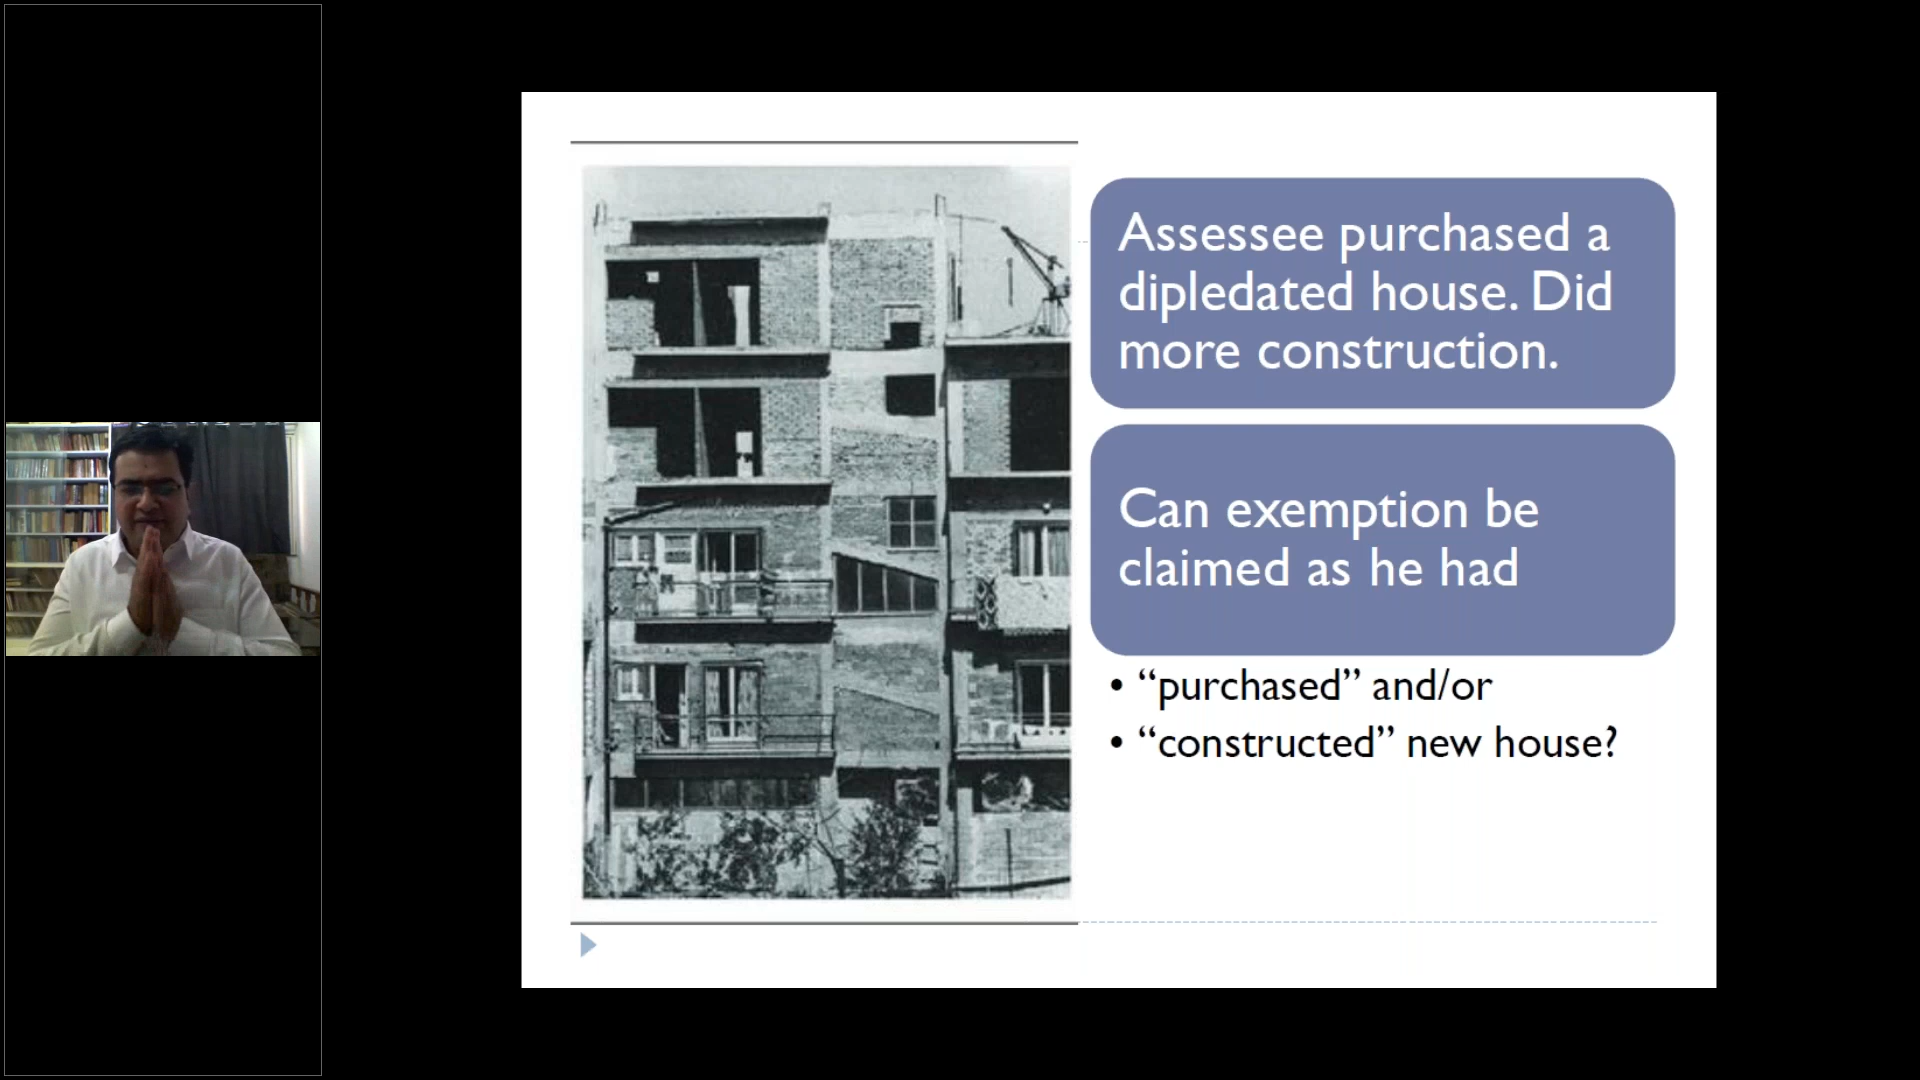 Assessee purchased a
dipledated house. Did
more construction.
Can exemption be
claimed as he had
• “purchased” and/or
• “constructed” new house?